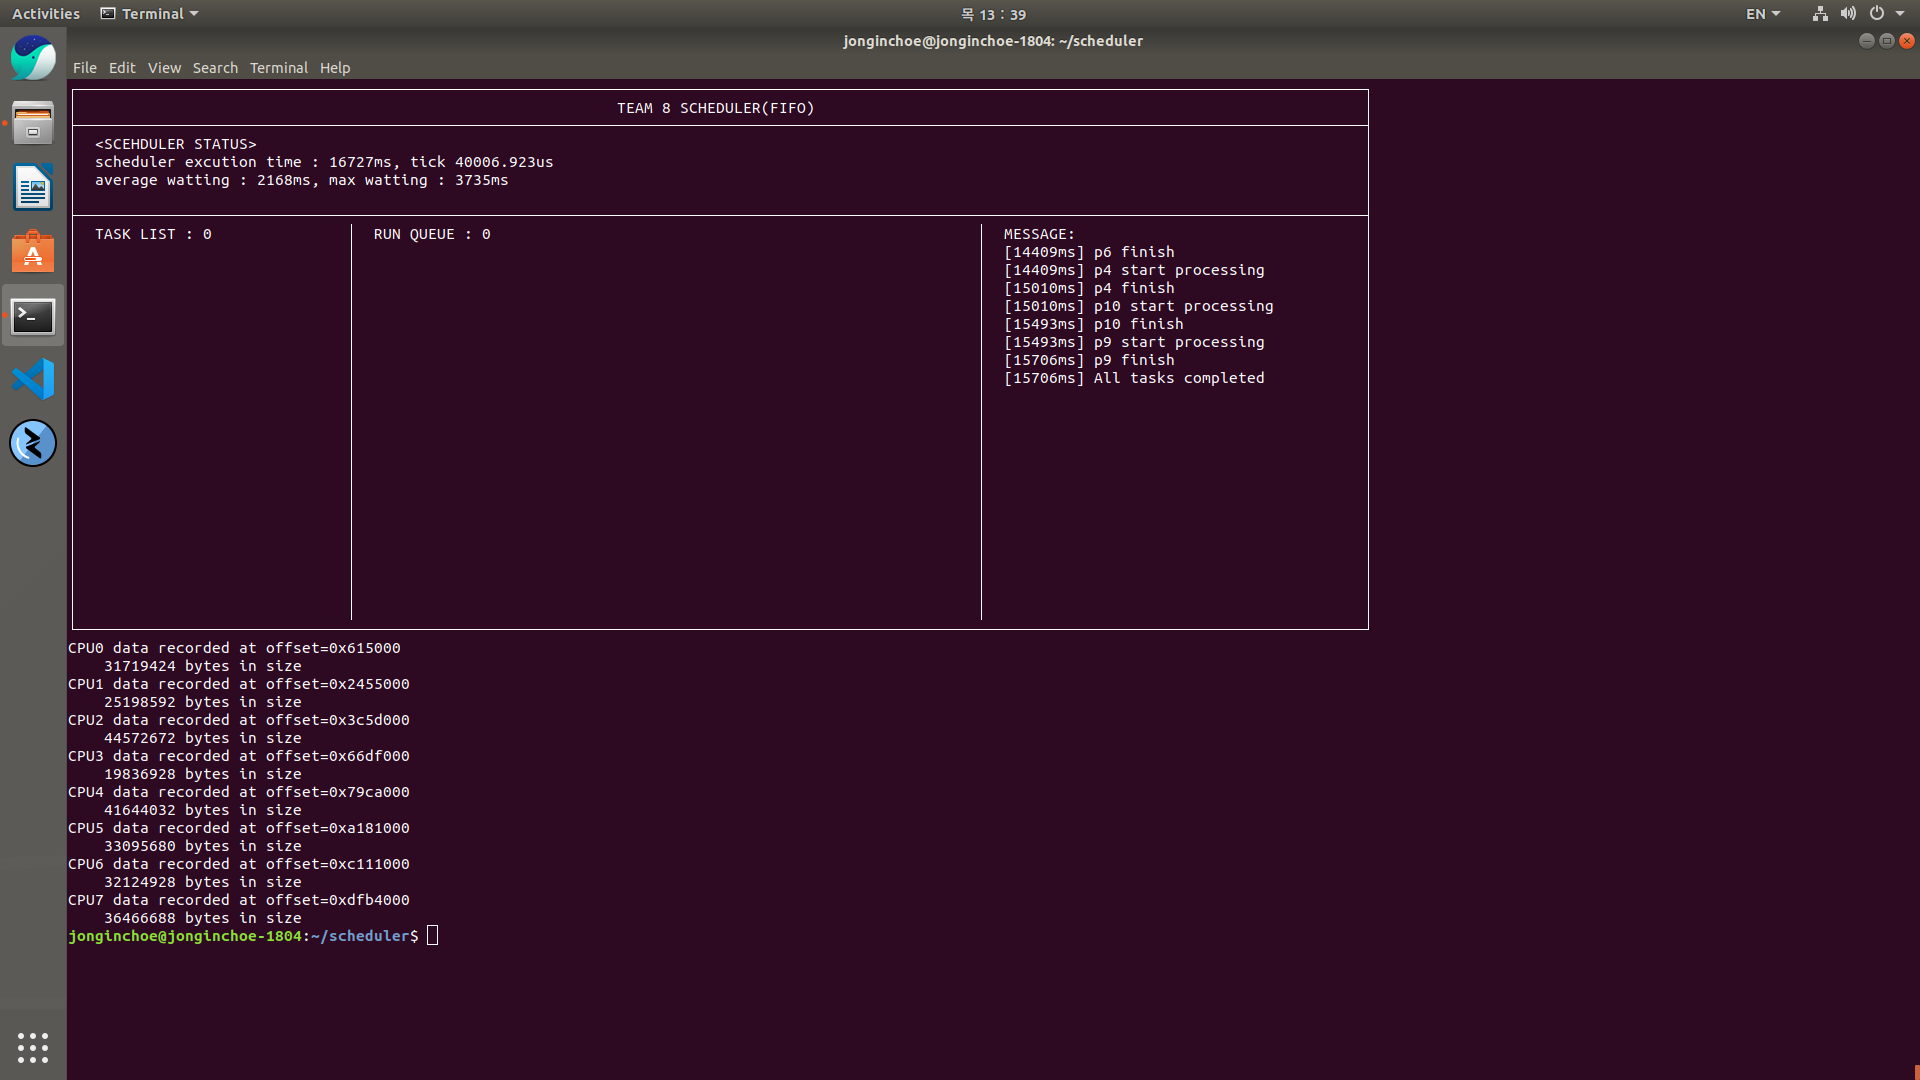 Activities Terminal 목 13 : 39 EN
jonginchoe@jonginchoe-1804: ~/scheduler
File Edit View Search Terminal Help
TEAM 8 SCHEDULER(FIFO)
<SCEHDULER STATUS>
scheduler excution time : 16727ms, tick 40006.923us
average watting : 2168ms, max watting : 3735ms
TASK LIST : 0
RUN QUEUE : 0
MESSAGE:
[14409ms] p6 finish
[14409ms] p4 start processing
[15010ms] p4 finish
[15010ms] p10 start processing
[15493ms] p10 finish
[15493ms] p9 start processing
[15706ms] p9 finish
[15706ms] All tasks completed
CPU0 data recorded at offset=0x615000
31719424 bytes in size
CPU1 data recorded at offset=0x2455000
25198592 bytes in size
CPU2 data recorded at offset=0x3c5d000
44572672 bytes in size
CPU3 data recorded at offset=0x66df000
19836928 bytes in size
CPU4 data recorded at offset=0x79ca000
41644032 bytes in size
CPU5 data recorded at offset=0xa181000
33095680 bytes in size
CPU6 data recorded at offset=0xc111000
32124928 bytes in size
CPU7 data recorded at offset=0xdfb4000
36466688 bytes in size
jonginchoe@jonginchoe-1804:~/scheduler$